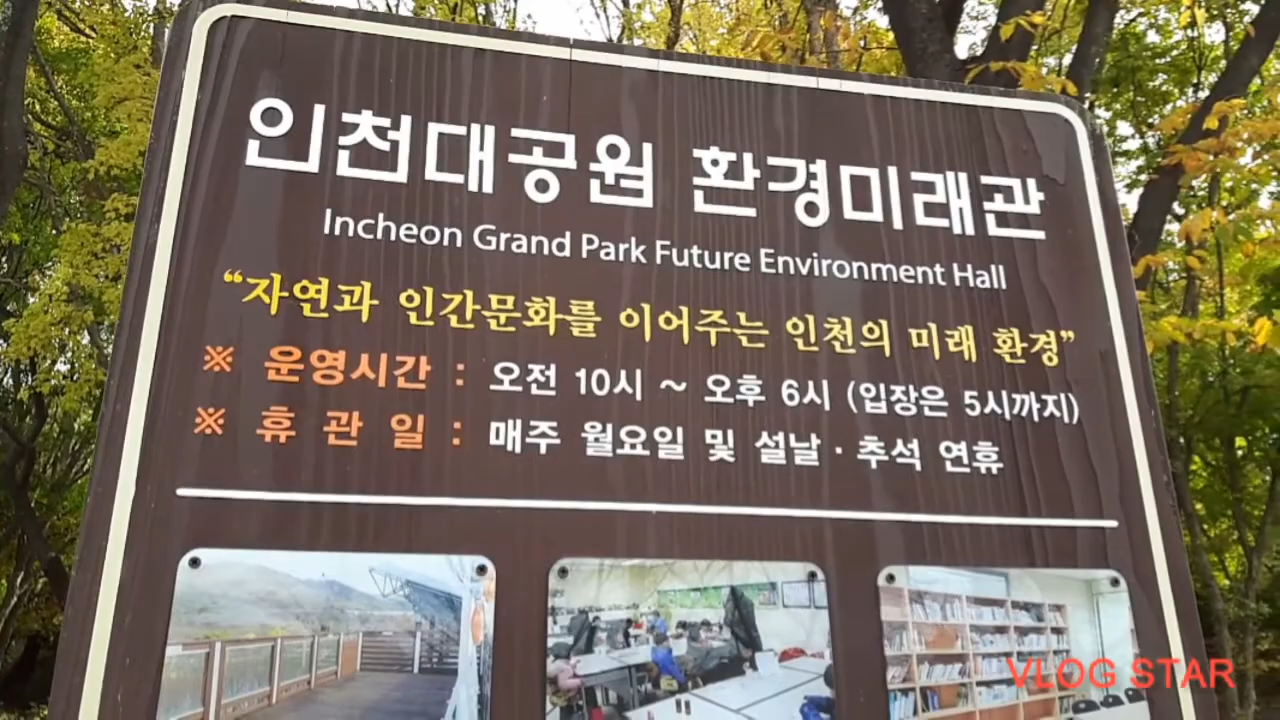 인천대공원 환경미래관
Incheon Grand Park Future Environment Hall
“자연과 인간문화를 이어주는 인천의 미래 환경”
※ 운영시간 : 오전 10시 ~ 오후 6시 (입장은 5시까지)
※ 휴 관 일 : 매주 월요일 및 설날 · 추석 연휴
VLOG STAR